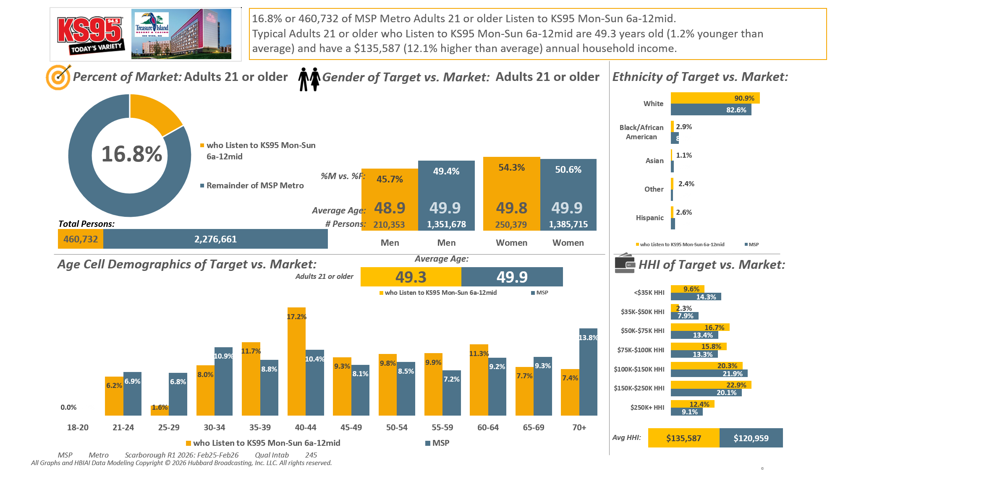 KS95 94.5
TODAY'S VARIETY
Treasure Island
RESORT & CASINO
RED WING, MN
16.8% or 460,732 of MSP Metro Adults 21 or older Listen to KS95 Mon-Sun 6a-12mid.
Typical Adults 21 or older who Listen to KS95 Mon-Sun 6a-12mid are 49.3 years old (1.2% younger than
average) and have a $135,587 (12.1% higher than average) annual household income.
Percent of Market: Adults 21 or older
16.8%
who Listen to KS95 Mon-Sun
6a-12mid
Remainder of MSP Metro
Total Persons:
460,732 2,276,661
Gender of Target vs. Market: Adults 21 or older
%M vs. %F: 45.7% 49.4% 54.3% 50.6%
Average Age: 48.9 49.9 49.8 49.9
# Persons: 210,353 1,351,678 250,379 1,385,715
Men Men Women Women
Ethnicity of Target vs. Market:
White 90.9%
82.6%
Black/African
American
2.9%
8
Asian 1.1%
Other 2.4%
Hispanic 2.6%
who Listen to KS95 Mon-Sun 6a-12mid MSP
Age Cell Demographics of Target vs. Market:
Average Age:
Adults 21 or older 49.3 49.9
who Listen to KS95 Mon-Sun 6a-12mid MSP
0.0%
6.2% 6.9%
1.6% 6.8%
8.0% 10.9%
11.7% 8.8%
17.2% 10.4%
9.3% 8.1%
9.8% 8.5%
9.9% 7.2%
11.3% 9.2%
7.7% 9.3%
7.4% 13.8%
18-20 21-24 25-29 30-34 35-39 40-44 45-49 50-54 55-59 60-64 65-69 70+
who Listen to KS95 Mon-Sun 6a-12mid MSP
HHI of Target vs. Market:
<$35K HHI 9.6%
14.3%
$35K-$50K HHI 2.3%
7.9%
$50K-$75K HHI 16.7%
13.4%
$75K-$100K HHI 15.8%
13.3%
$100K-$150K HHI 20.3%
21.9%
$150K-$250K HHI 22.9%
20.1%
$250K+ HHI 12.4%
9.1%
Avg HHI: $135,587 $120,959
MSP Metro Scarborough R1 2026: Feb25-Feb26 Qual Intab 245
All Graphs and HBIAI Data Modeling Copyright © 2026 Hubbard Broadcasting, Inc. LLC. All rights reserved.
©